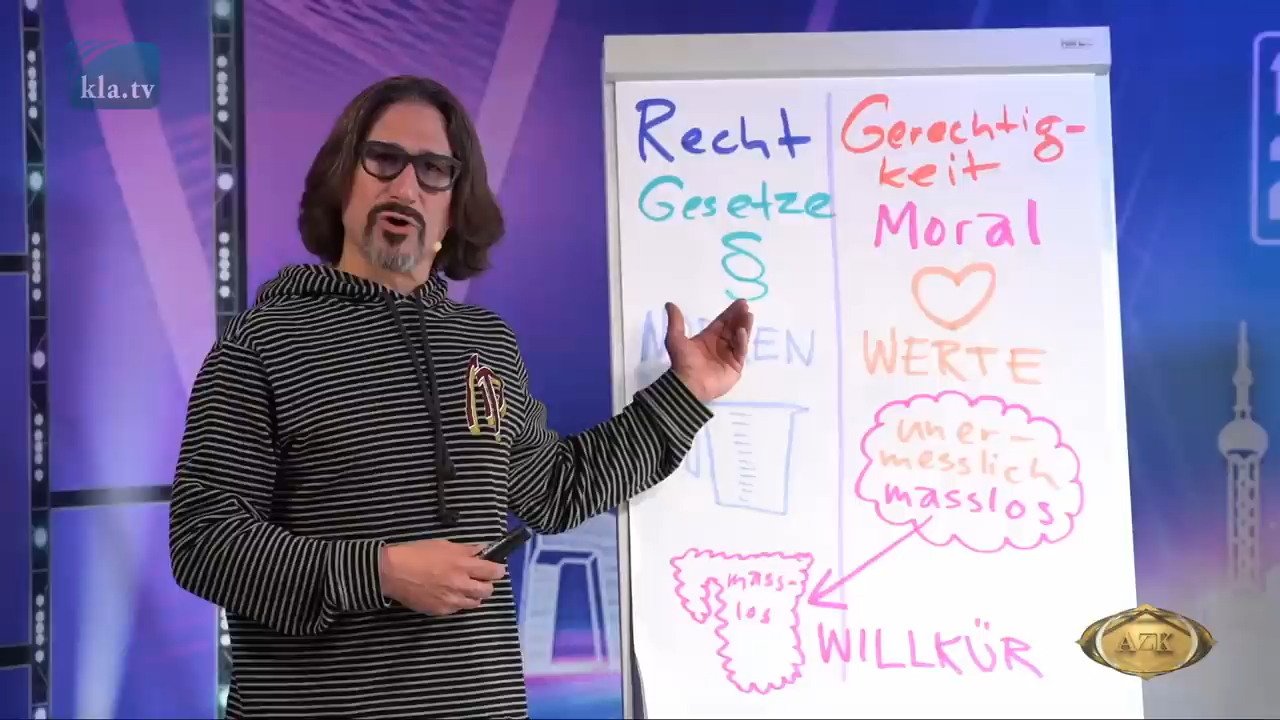 kla.tv
Recht
Gesetze
§
Gerechtig-
keit
Moral
WERTE
uner-
messlich
masslos
mass-
los
WILLKÜR
AZK